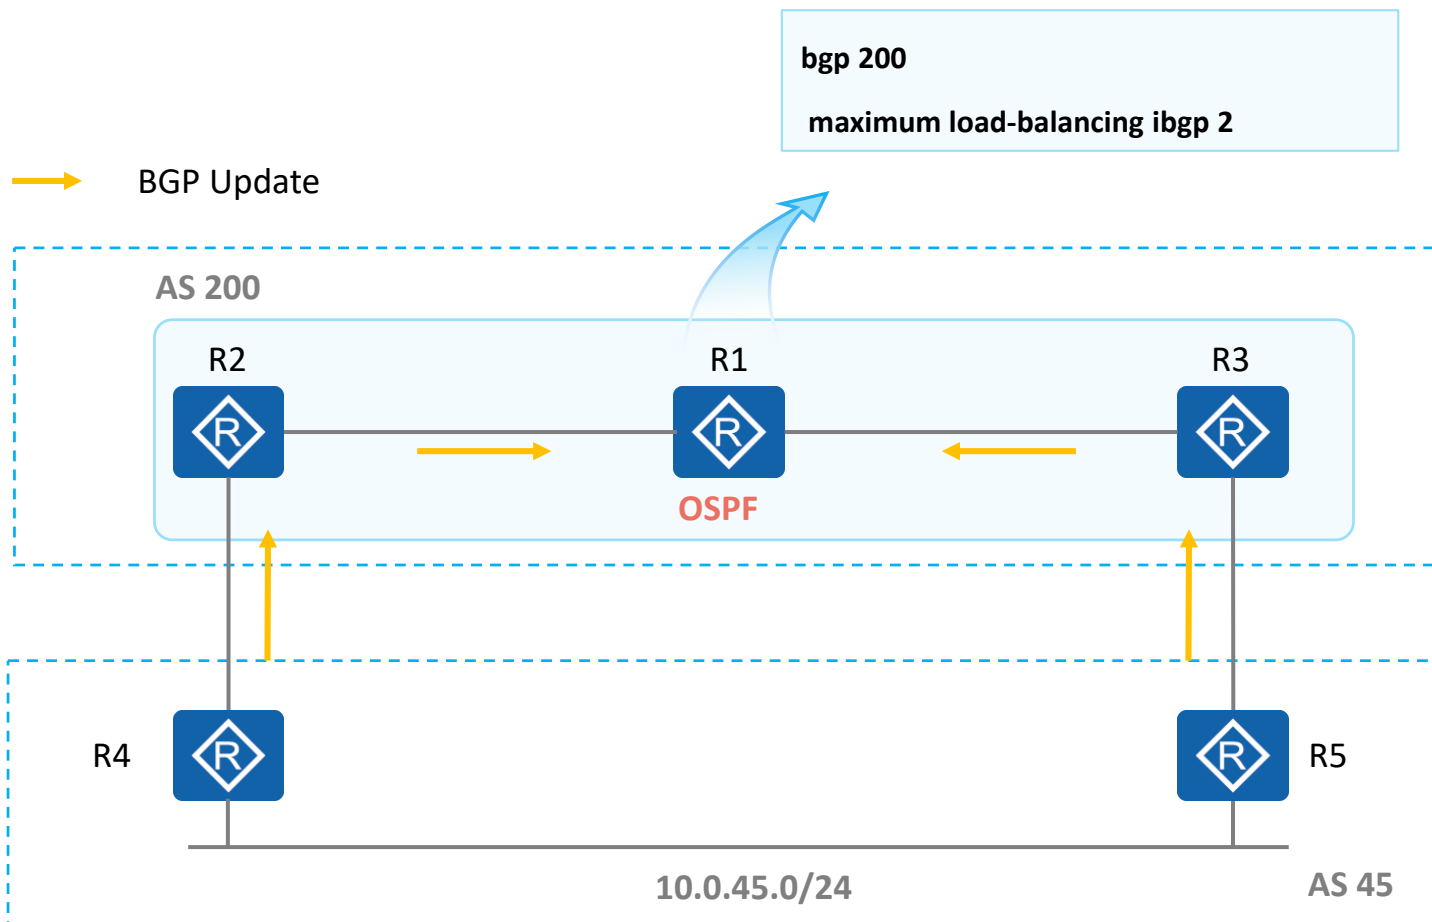 bgp 200
maximum load-balancing ibgp 2
BGP Update
AS 200
R2
R1
R3
R
R
R
OSPF
R4
R
R
R5
10.0.45.0/24
AS 45